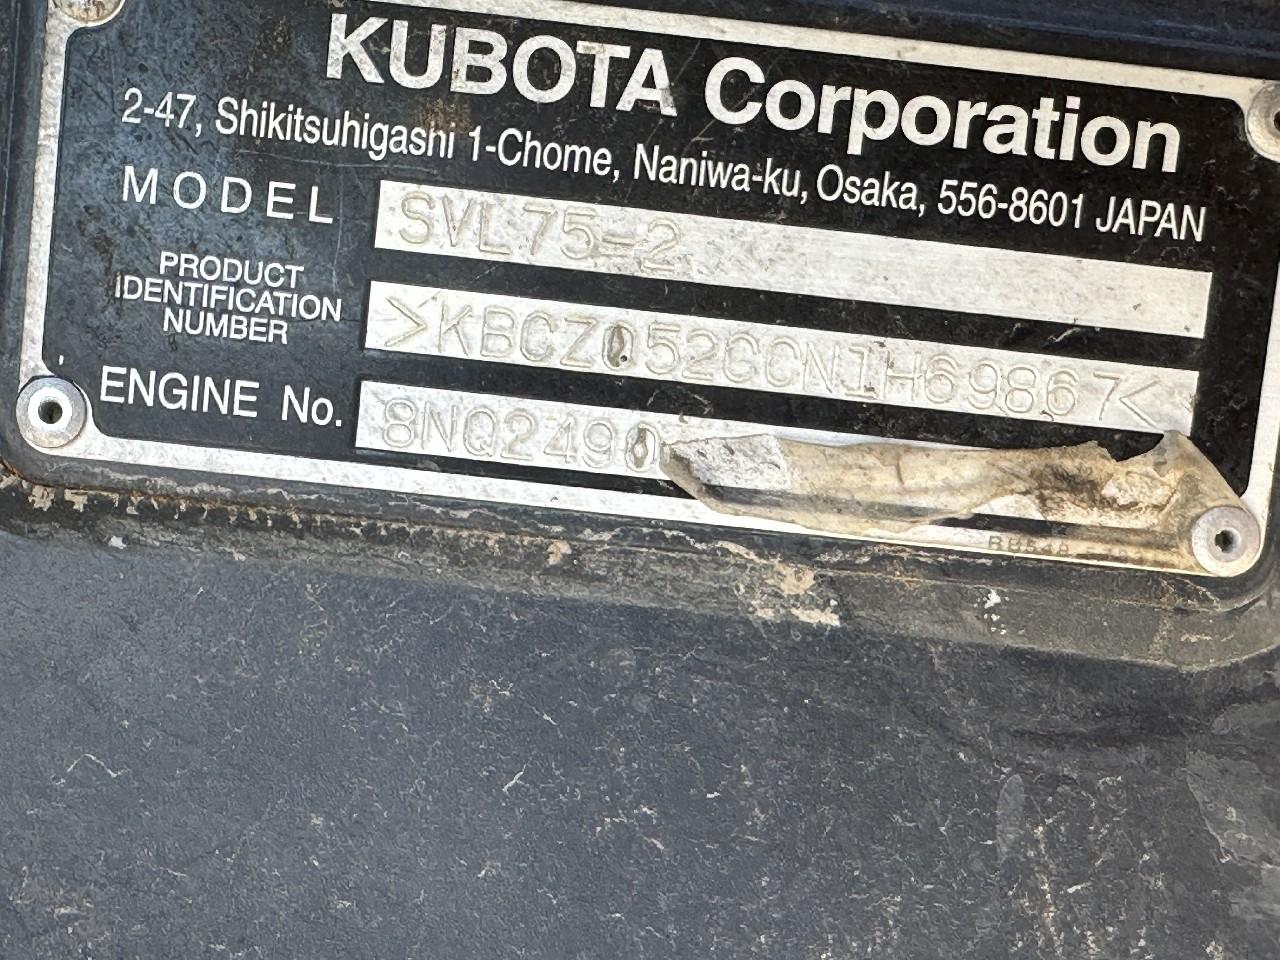 KUBOTA Corporation
2-47, Shikitsuhigashi 1-Chome, Naniwa-ku, Osaka, 556-8601 JAPAN
MODEL SVL75-2
PRODUCT IDENTIFICATION NUMBER >KBCZ052CCNJH69867<
ENGINE No. 8NQ2490